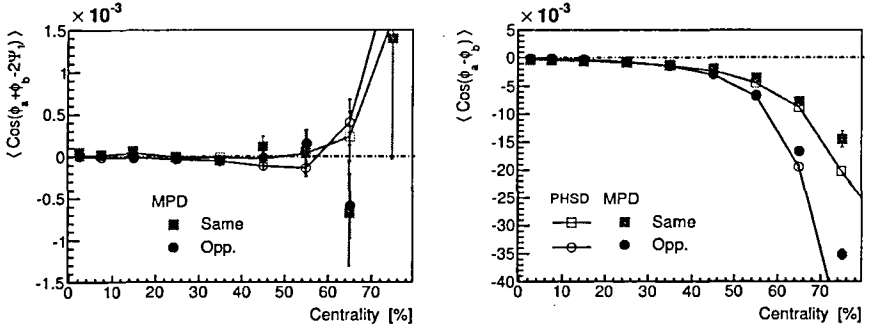 × 10⁻³
⟨ Cos(ϕa+ϕb-2Ψ1) ⟩
1.5
1
0.5
0
-0.5
-1
-1.5
MPD
Same
Opp.
0 10 20 30 40 50 60 70
Centrality [%]
× 10⁻³
⟨ Cos(ϕa-ϕb) ⟩
5
0
-5
-10
-15
-20
-25
-30
-35
-40
PHSD MPD
Same
Opp.
0 10 20 30 40 50 60 70
Centrality [%]